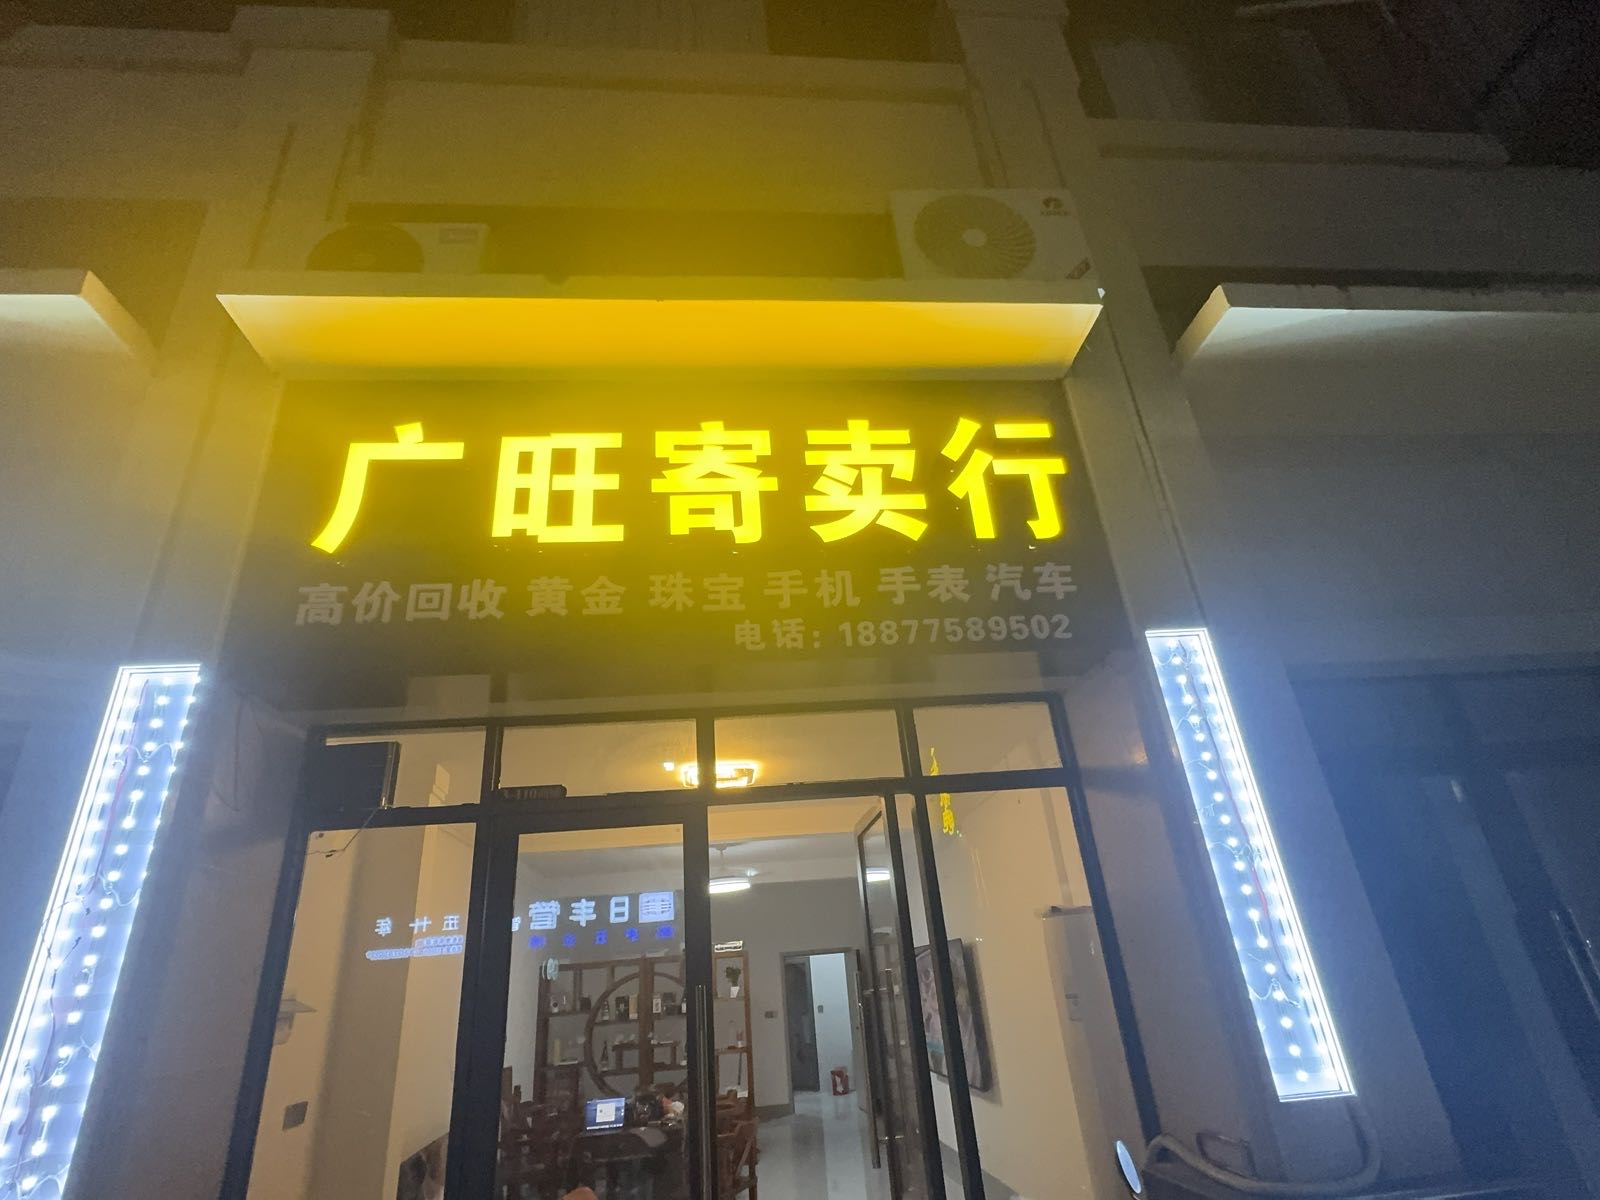 广旺寄卖行
高价回收 黄金 珠宝 手机 手表 汽车
电话：18877589502